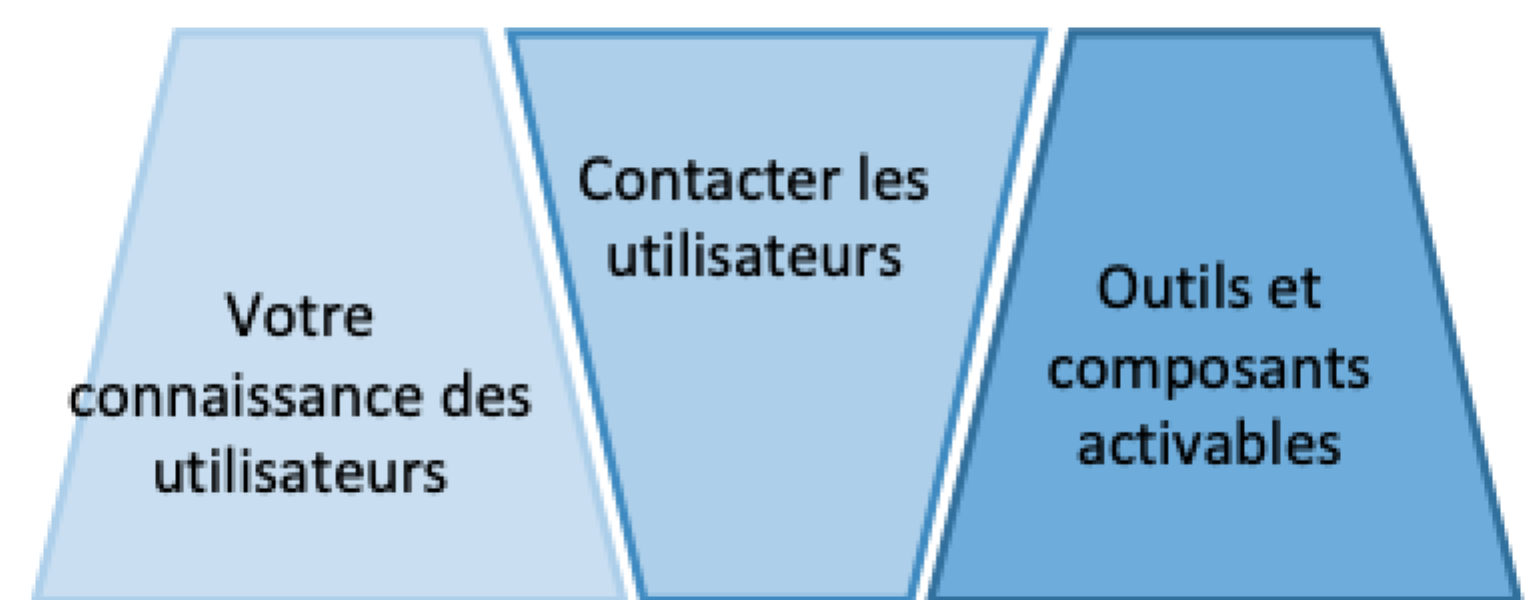 Votre
connaissance des
utilisateurs
Contacter les
utilisateurs
Outils et
composants
activables